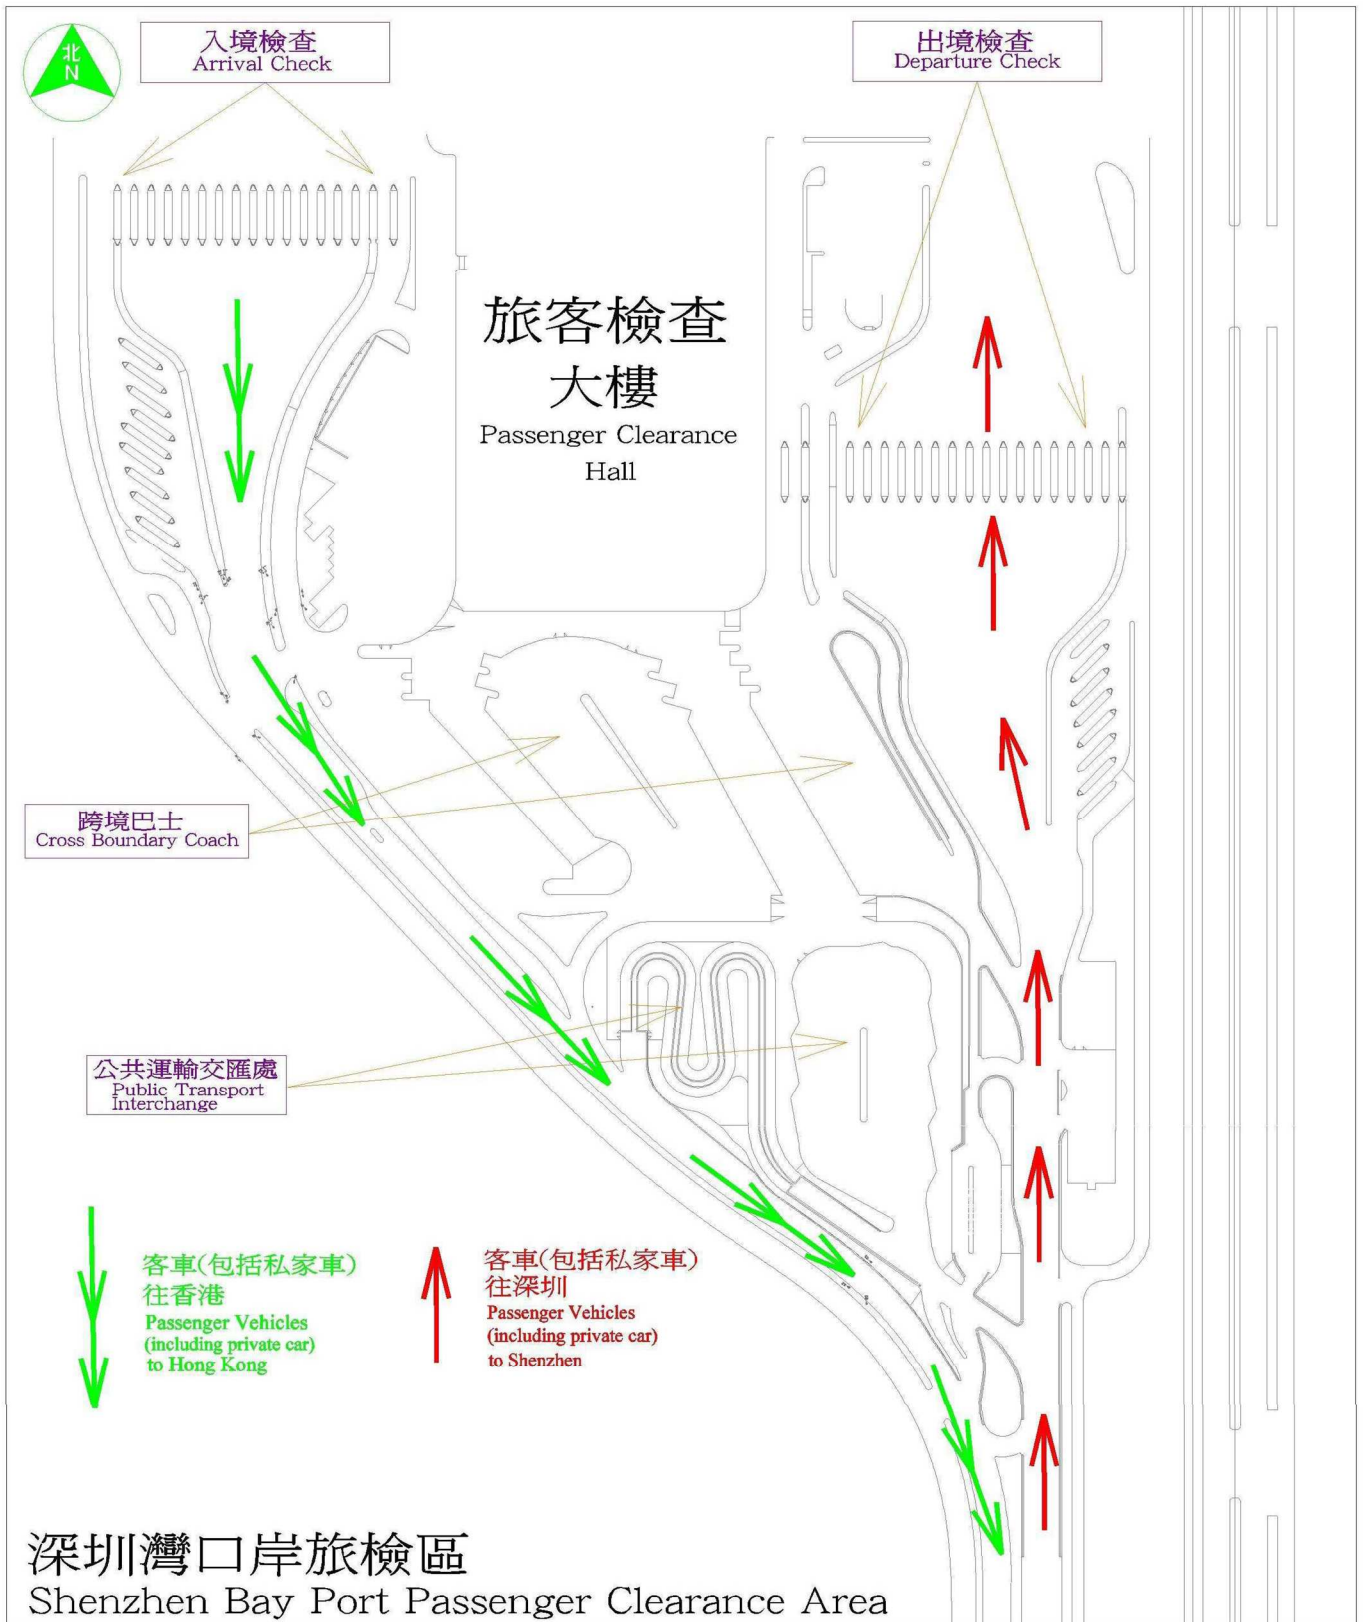 北
N
入境檢查
Arrival Check
出境檢查
Departure Check
旅客檢查
大樓
Passenger Clearance
Hall
跨境巴士
Cross Boundary Coach
公共運輸交匯處
Public Transport
Interchange
客車(包括私家車)
往香港
Passenger Vehicles
(including private car)
to Hong Kong
客車(包括私家車)
往深圳
Passenger Vehicles
(including private car)
to Shenzhen
深圳灣口岸旅檢區
Shenzhen Bay Port Passenger Clearance Area